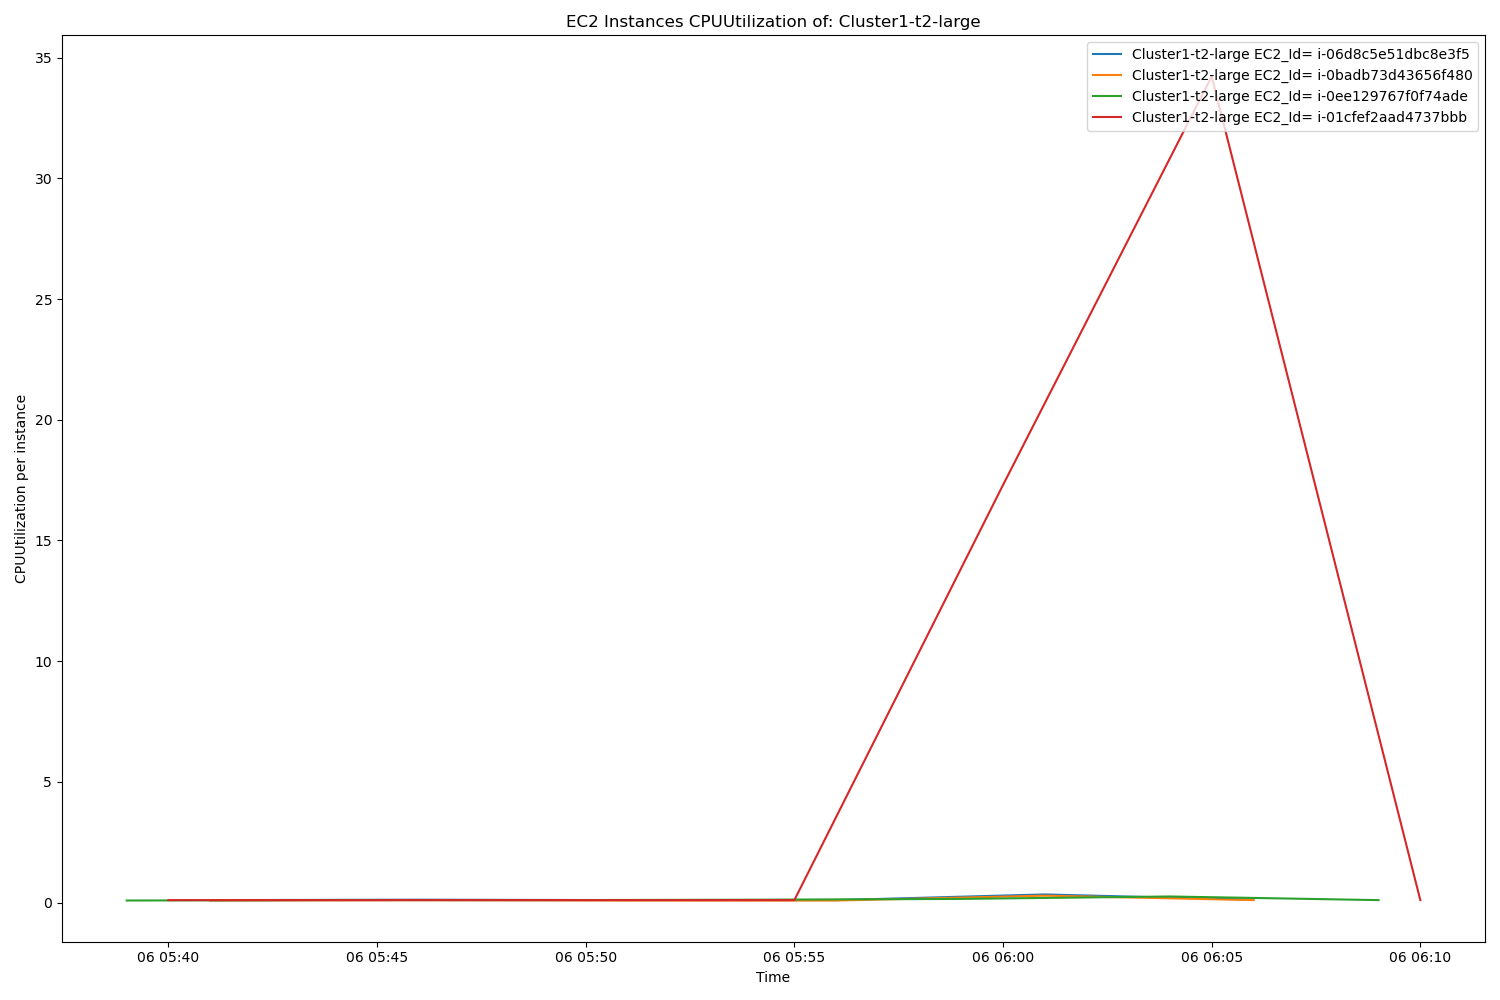 EC2 Instances CPUUtilization of: Cluster1-t2-large
Cluster1-t2-large EC2_Id= i-06d8c5e51dbc8e3f5
Cluster1-t2-large EC2_Id= i-0badb73d43656f480
Cluster1-t2-large EC2_Id= i-0ee129767f0f74ade
Cluster1-t2-large EC2_Id= i-01cfef2aad4737bbb
35
30
25
20
15
10
5
0
CPUUtilization per instance
06 05:40
06 05:45
06 05:50
06 05:55
06 06:00
06 06:05
06 06:10
Time